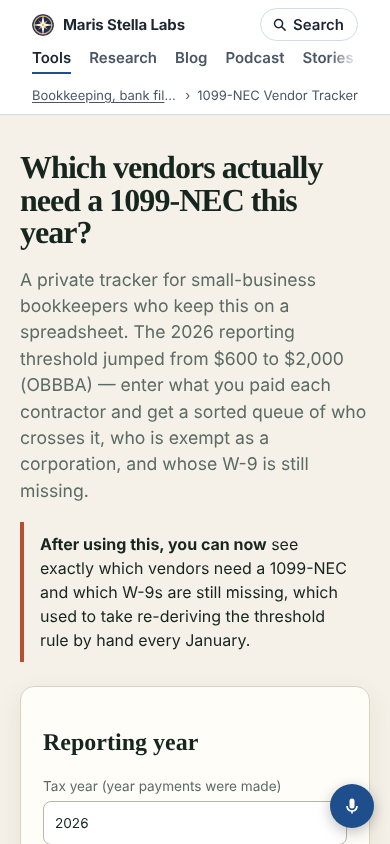 Maris Stella Labs
Search
Tools Research Blog Podcast Stories
Bookkeeping, bank fil... › 1099-NEC Vendor Tracker
Which vendors actually
need a 1099-NEC this
year?
A private tracker for small-business
bookkeepers who keep this on a
spreadsheet. The 2026 reporting
threshold jumped from $600 to $2,000
(OBBBA) — enter what you paid each
contractor and get a sorted queue of who
crosses it, who is exempt as a
corporation, and whose W-9 is still
missing.
After using this, you can now see
exactly which vendors need a 1099-NEC
and which W-9s are still missing, which
used to take re-deriving the threshold
rule by hand every January.
Reporting year
Tax year (year payments were made)
2026